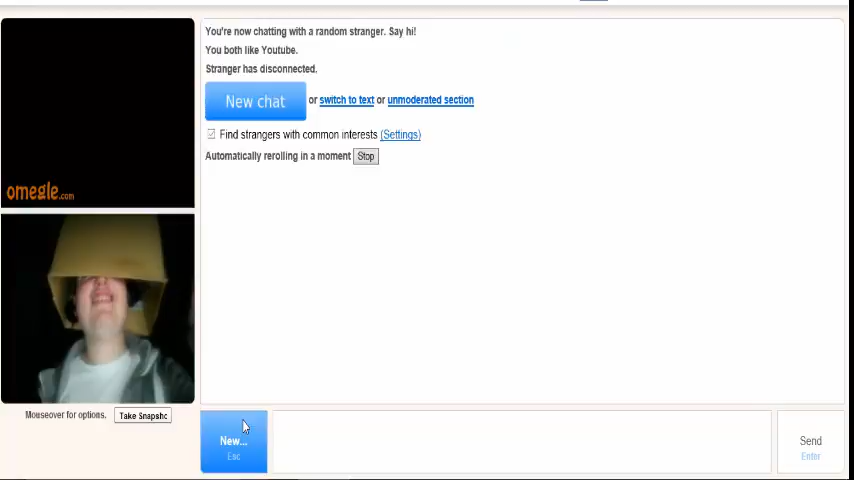 You're now chatting with a random stranger. Say hi!
You both like Youtube.
Stranger has disconnected.
New chat or switch to text or unmoderated section
Find strangers with common interests (Settings)
Automatically rerolling in a moment Stop
omegle.com
Mouseover for options. Take Snapshc
New...
Esc
Send
Enter